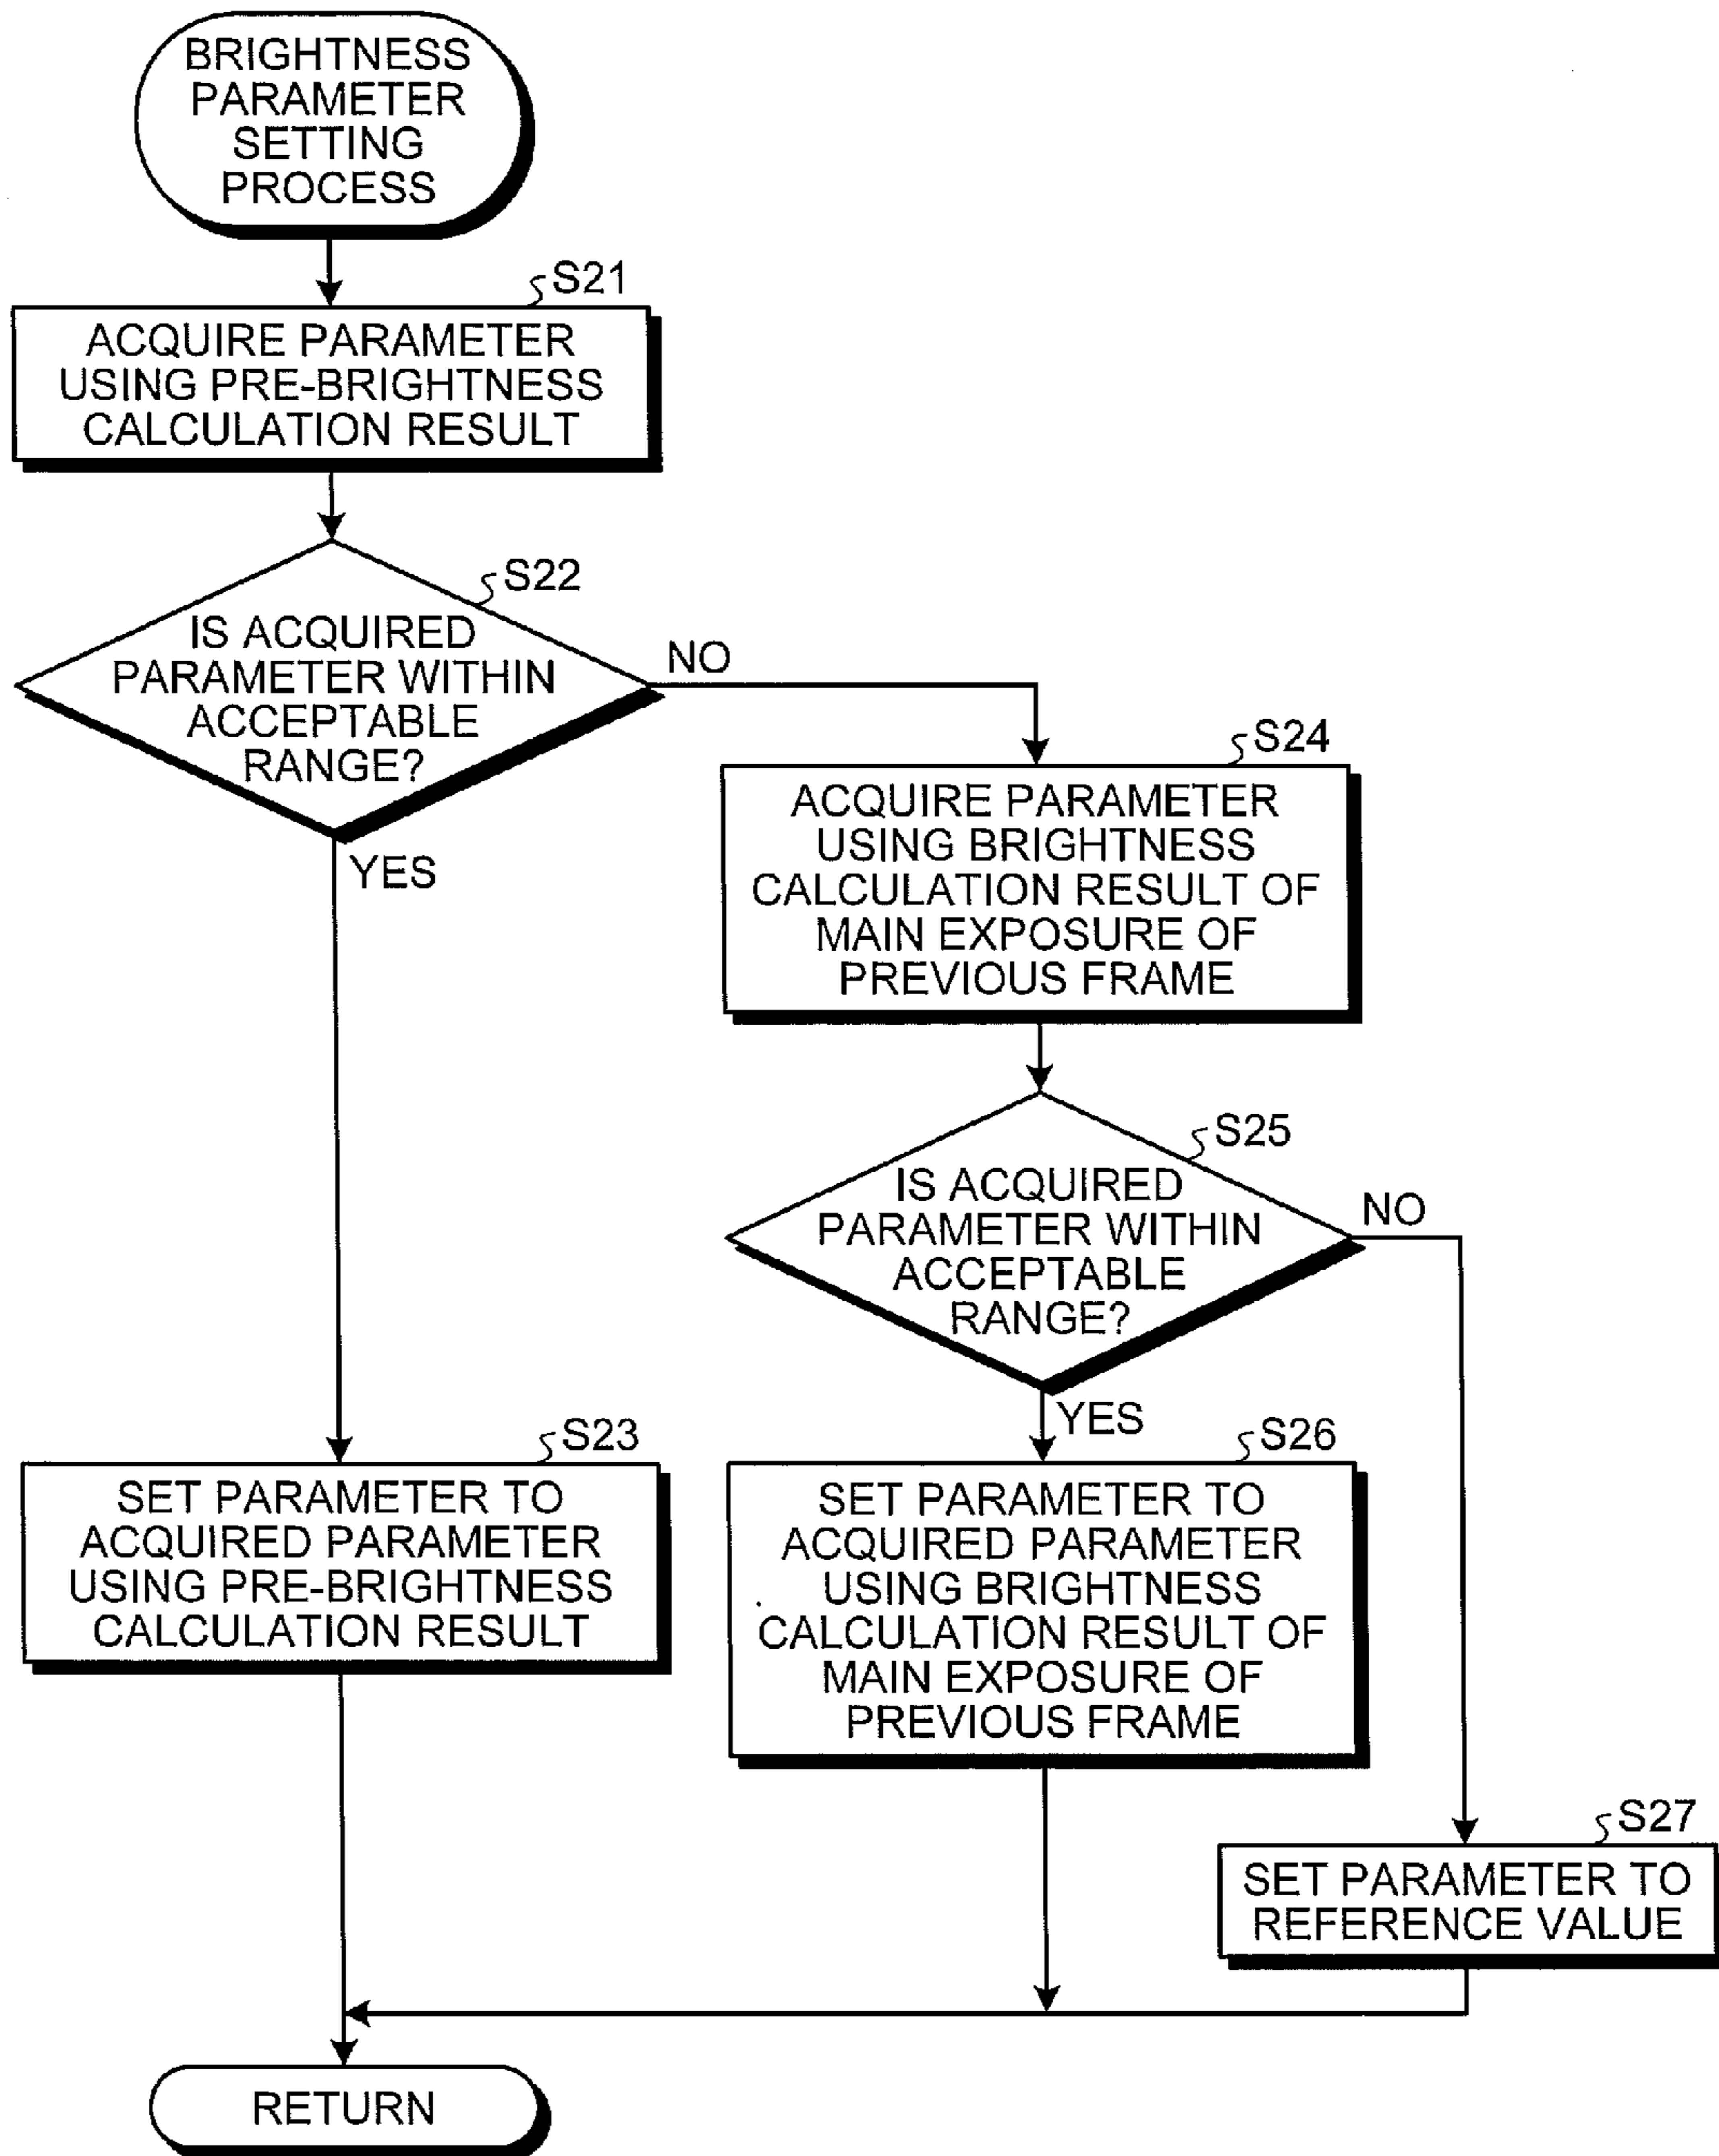 BRIGHTNESS
PARAMETER
SETTING
PROCESS
S21
ACQUIRE PARAMETER
USING PRE-BRIGHTNESS
CALCULATION RESULT
S22
IS ACQUIRED
PARAMETER WITHIN
ACCEPTABLE
RANGE?
NO
YES
S24
ACQUIRE PARAMETER
USING BRIGHTNESS
CALCULATION RESULT OF
MAIN EXPOSURE OF
PREVIOUS FRAME
S25
IS ACQUIRED
PARAMETER WITHIN
ACCEPTABLE
RANGE?
NO
YES
S23
SET PARAMETER TO
ACQUIRED PARAMETER
USING PRE-BRIGHTNESS
CALCULATION RESULT
S26
SET PARAMETER TO
ACQUIRED PARAMETER
USING BRIGHTNESS
CALCULATION RESULT OF
MAIN EXPOSURE OF
PREVIOUS FRAME
S27
SET PARAMETER TO
REFERENCE VALUE
RETURN